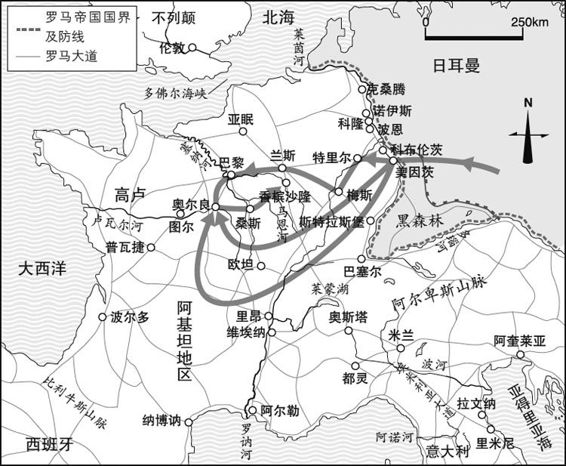 罗马帝国国界
及防线
罗马大道
不列颠
北海
0
250km
伦敦
莱茵河
日耳曼
多佛尔海峡
克桑腾
诺伊斯
科隆
波恩
N
亚眠
塞纳河
兰斯
特里尔
科布伦茨
美因茨
巴黎
高卢
奥尔良
香槟沙隆
梅斯
卢瓦尔河
图尔
桑斯
马恩河
斯特拉斯堡
黑森林
普瓦捷
欧坦
巴塞尔
大西洋
莱蒙湖
阿尔卑斯山脉
阿基坦地区
里昂
维埃纳
奥斯塔
米兰
阿奎莱亚
波尔多
都灵
波河
比利牛斯山脉
拉文纳
亚得里亚海
纳博讷
阿尔勒
罗讷河
阿诺河
里米尼
西班牙
意大利